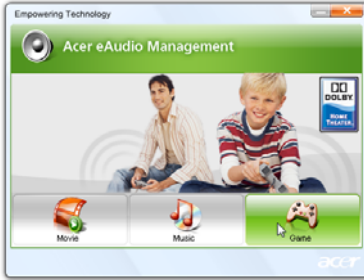 Empowering Technology
Acer eAudio Management
DOLBY
HOME
THEATER
Movie
Music
Game
acer